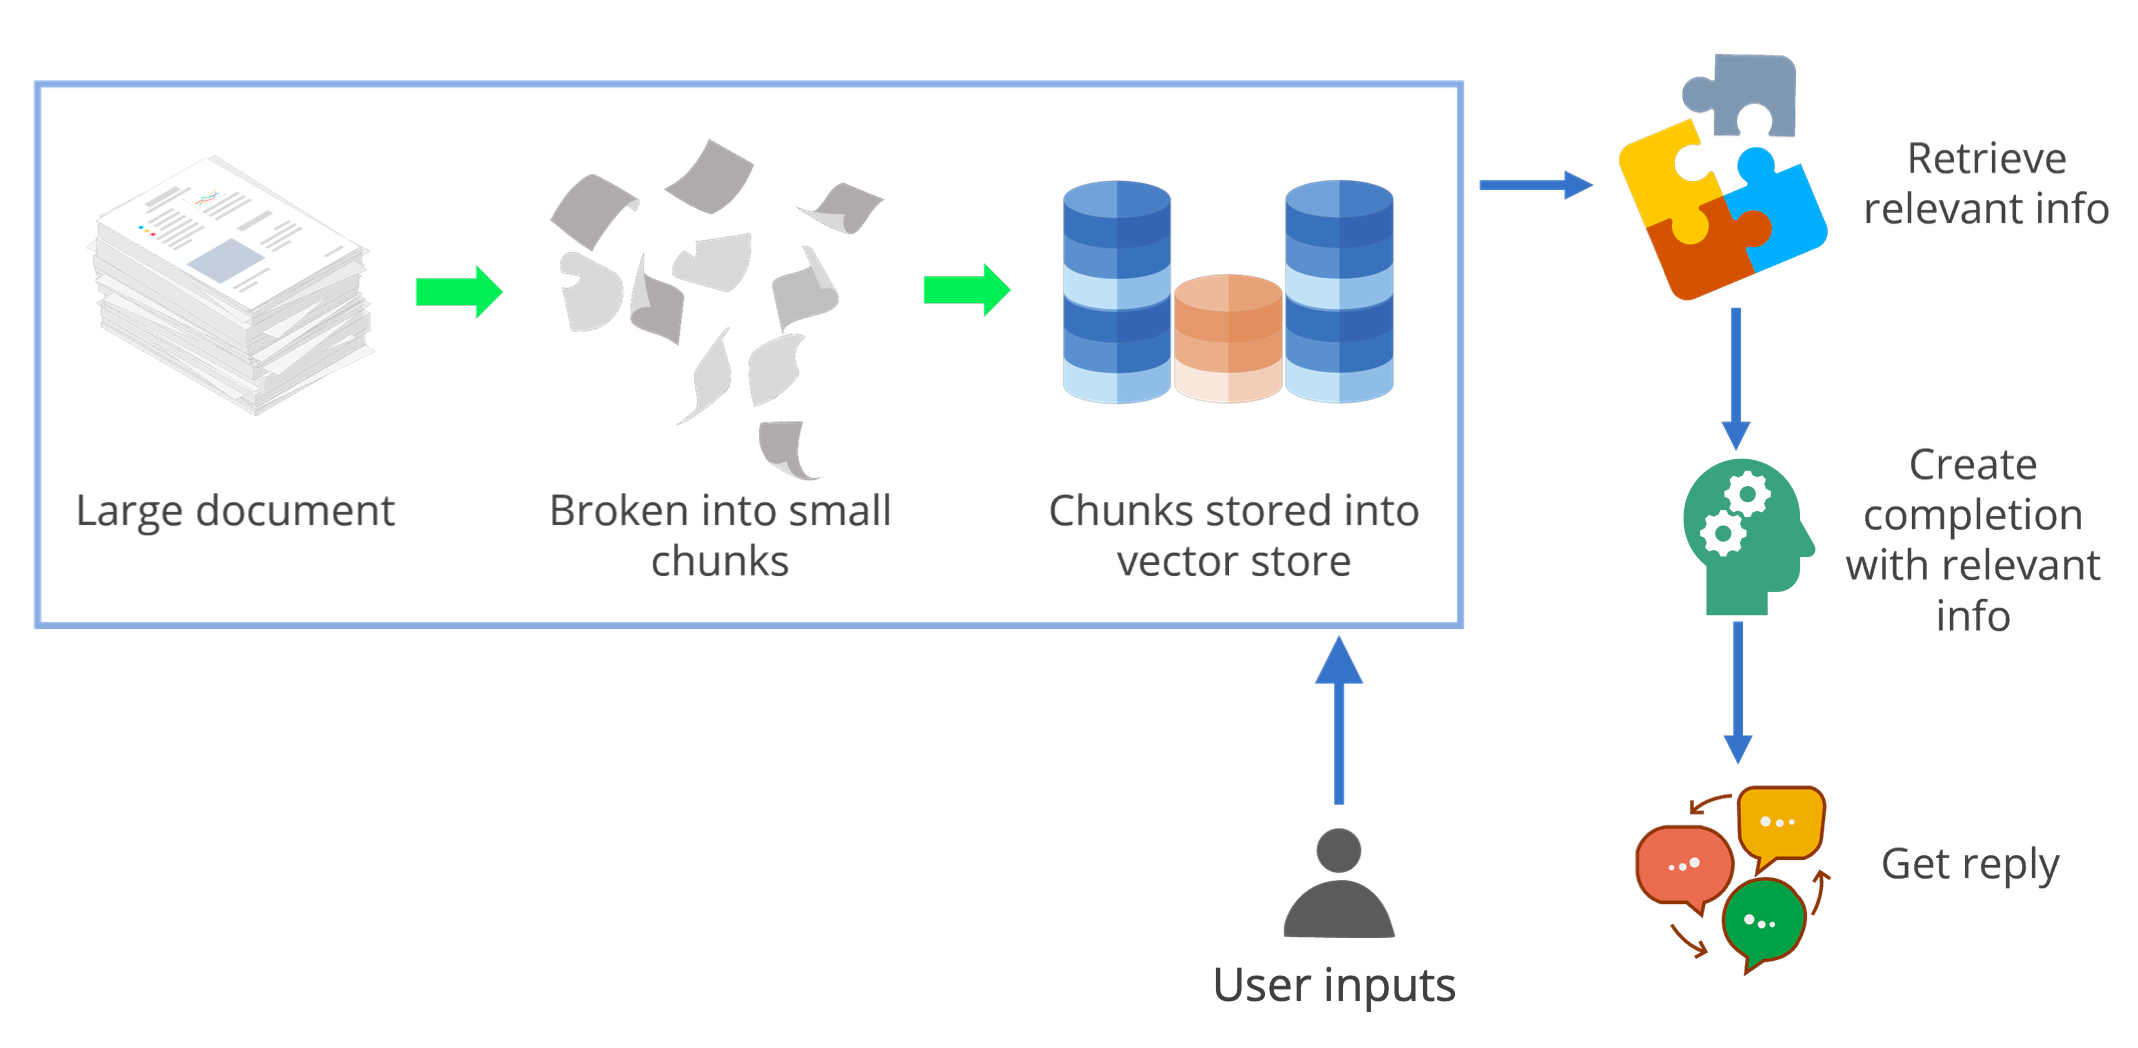 Large document
Broken into small
chunks
Chunks stored into
vector store
Retrieve
relevant info
Create
completion
with relevant
info
Get reply
User inputs